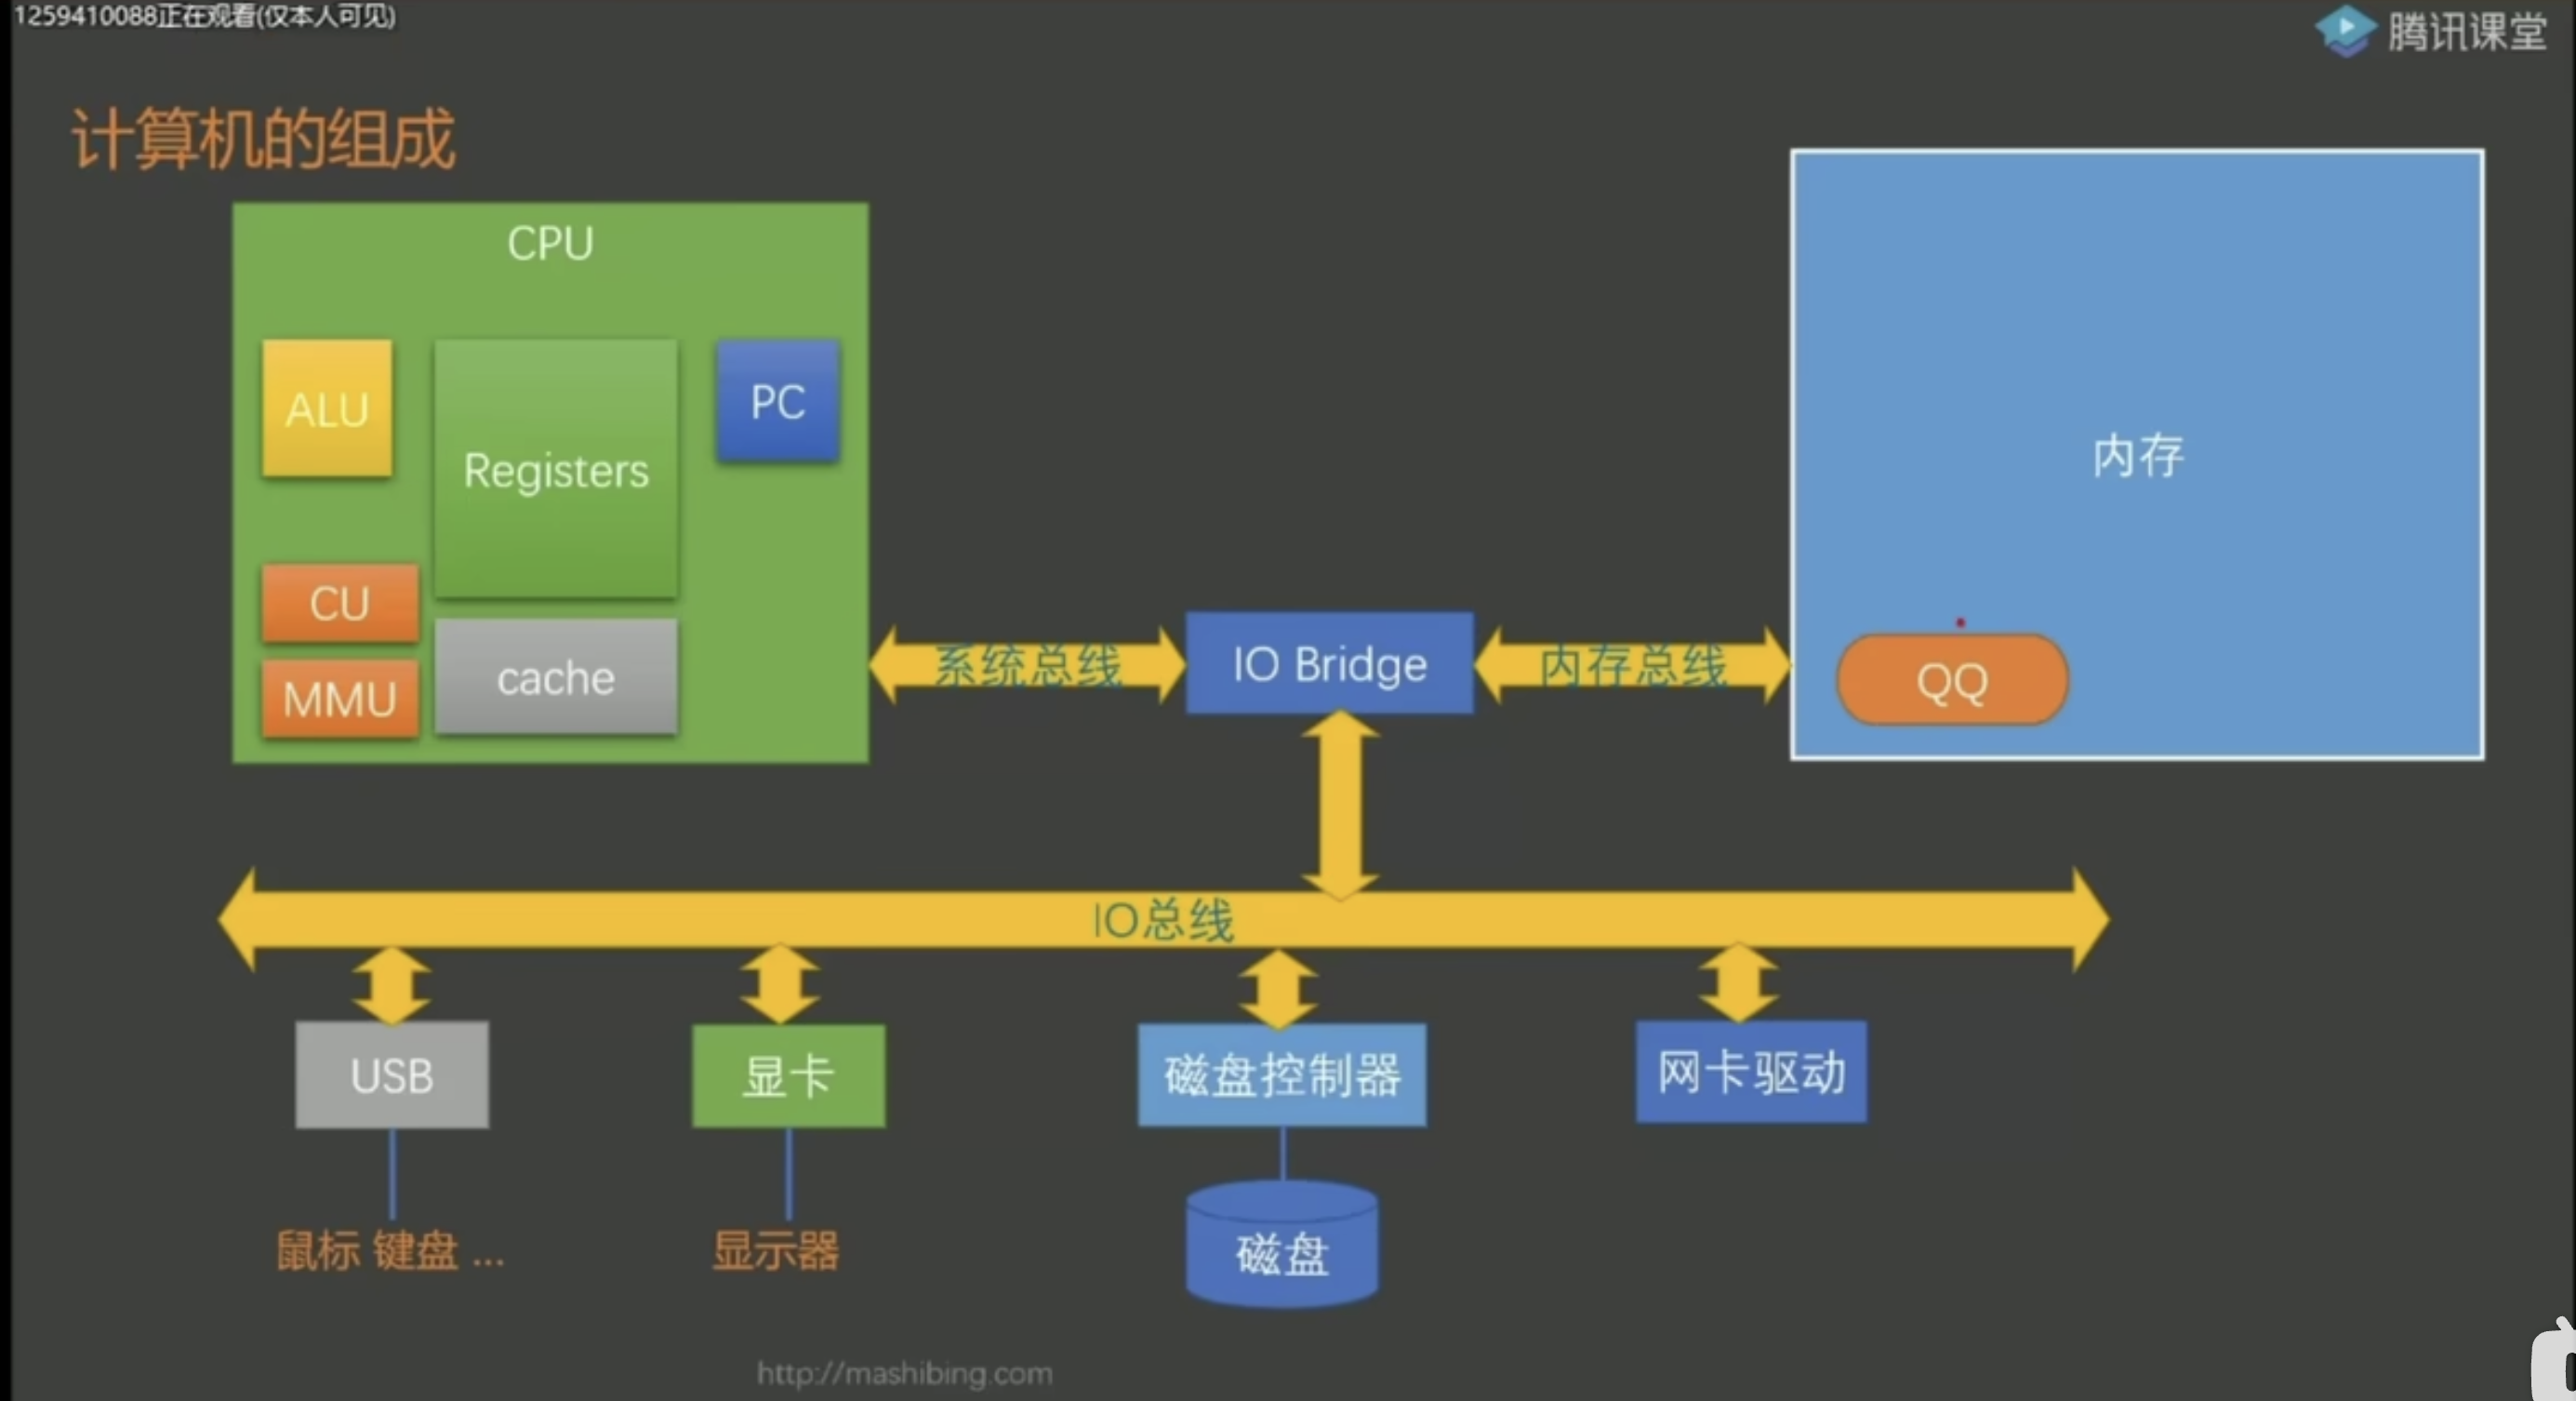 1259410088正在观看(仅本人可见)
腾讯课堂
计算机的组成
CPU
ALU
Registers
PC
CU
MMU
cache
系统总线
IO Bridge
内存总线
内存
QQ
IO总线
USB
显卡
磁盘控制器
网卡驱动
鼠标 键盘 ...
显示器
磁盘
http://mashibing.com